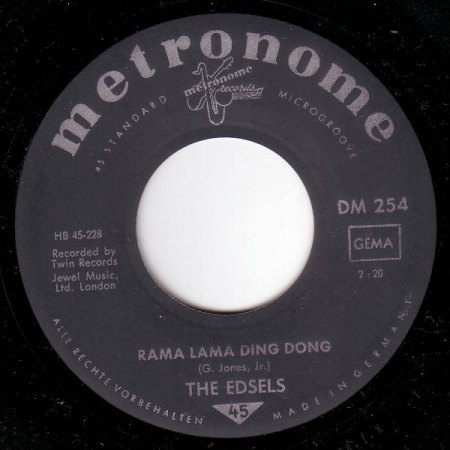 metronome
metronome
records
45 STANDARD MICROGROOVE
HB 45-228
Recorded by
Twin Records
Jewel Music,
Ltd. London
DM 254
GEMA
2:20
RAMA LAMA DING DONG
(G. Jones, Jr.)
THE EDSELS
45
ALLE RECHTE VORBEHALTEN
MADE IN GERMANY